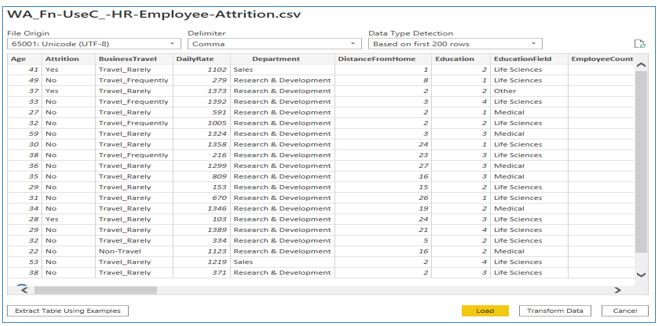 WA_Fn-UseC_-HR-Employee-Attrition.csv
File Origin Delimiter Data Type Detection
65001: Unicode (UTF-8) Comma Based on first 200 rows
Age Attrition BusinessTravel DailyRate Department DistanceFromHome Education EducationField EmployeeCount
41 Yes Travel_Rarely 1102 Sales 1 2 Life Sciences
49 No Travel_Frequently 279 Research & Development 8 1 Life Sciences
37 Yes Travel_Rarely 1373 Research & Development 2 2 Other
33 No Travel_Frequently 1392 Research & Development 3 4 Life Sciences
27 No Travel_Rarely 591 Research & Development 2 1 Medical
32 No Travel_Frequently 1005 Research & Development 2 2 Life Sciences
59 No Travel_Rarely 1324 Research & Development 3 3 Medical
30 No Travel_Rarely 1358 Research & Development 24 1 Life Sciences
38 No Travel_Frequently 216 Research & Development 23 3 Life Sciences
36 No Travel_Rarely 1299 Research & Development 27 3 Medical
35 No Travel_Rarely 809 Research & Development 16 3 Medical
29 No Travel_Rarely 153 Research & Development 15 2 Life Sciences
31 No Travel_Rarely 670 Research & Development 26 1 Life Sciences
34 No Travel_Rarely 1346 Research & Development 19 2 Medical
28 Yes Travel_Rarely 103 Research & Development 24 3 Life Sciences
29 No Travel_Rarely 1389 Research & Development 21 4 Life Sciences
32 No Travel_Rarely 334 Research & Development 5 2 Life Sciences
22 No Non-Travel 1123 Research & Development 16 2 Medical
53 No Travel_Rarely 1219 Sales 2 4 Life Sciences
38 No Travel_Rarely 371 Research & Development 2 3 Life Sciences
Extract Table Using Examples Load Transform Data Cancel